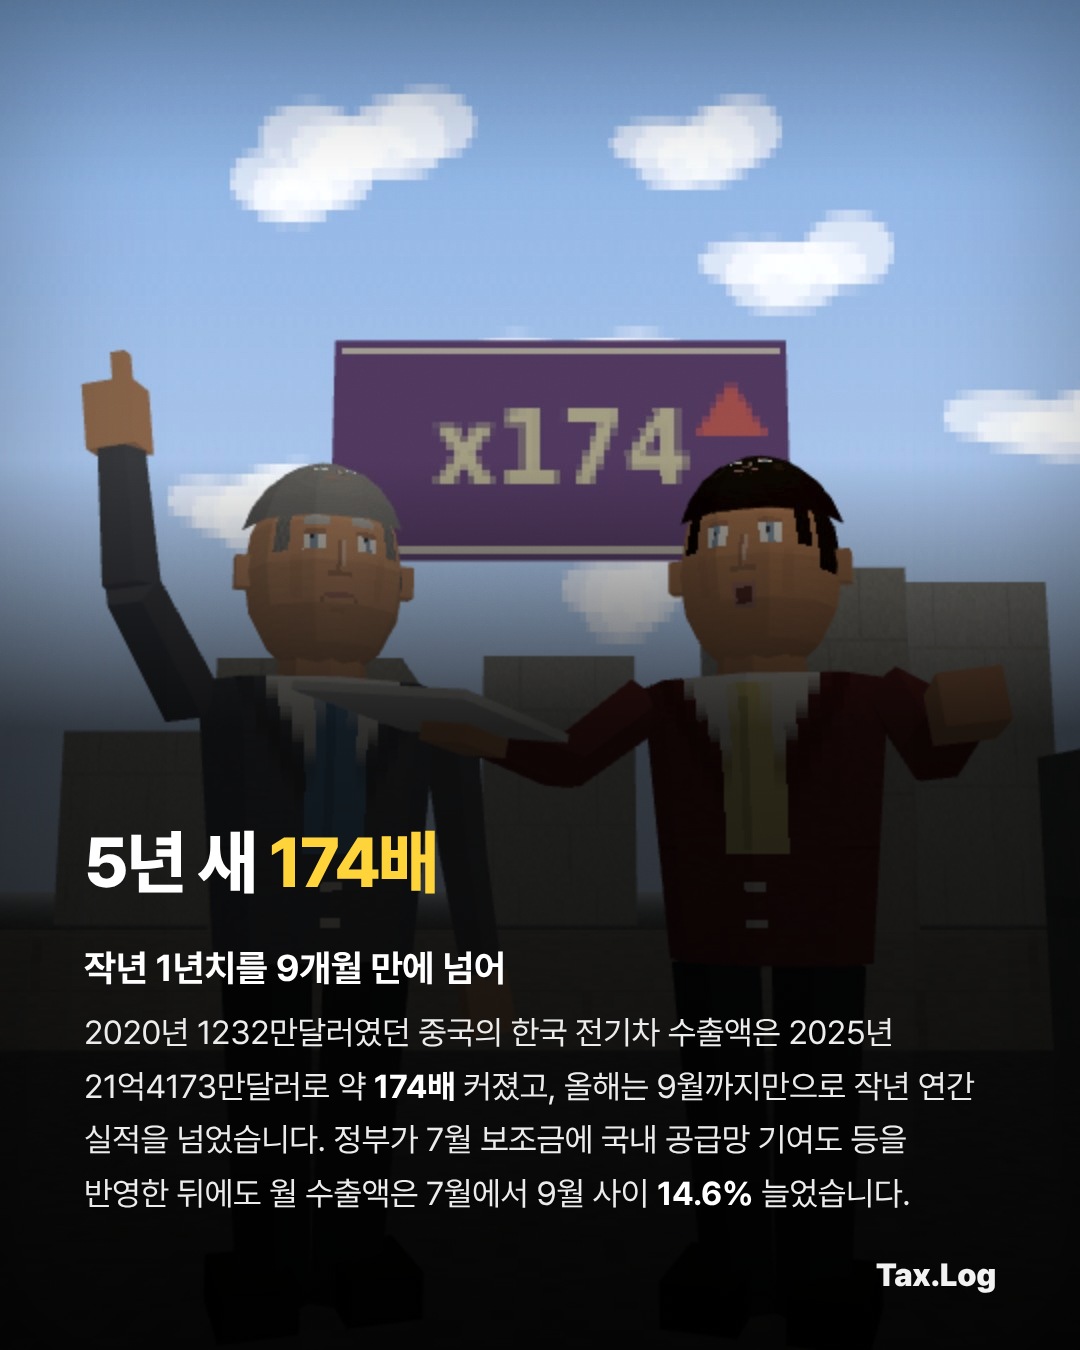 x174
5년 새 174배
작년 1년치를 9개월 만에 넘어
2020년 1232만달러였던 중국의 한국 전기차 수출액은 2025년
21억4173만달러로 약 174배 커졌고, 올해는 9월까지만으로 작년 연간
실적을 넘었습니다. 정부가 7월 보조금에 국내 공급망 기여도 등을
반영한 뒤에도 월 수출액은 7월에서 9월 사이 14.6% 늘었습니다.
Tax.Log